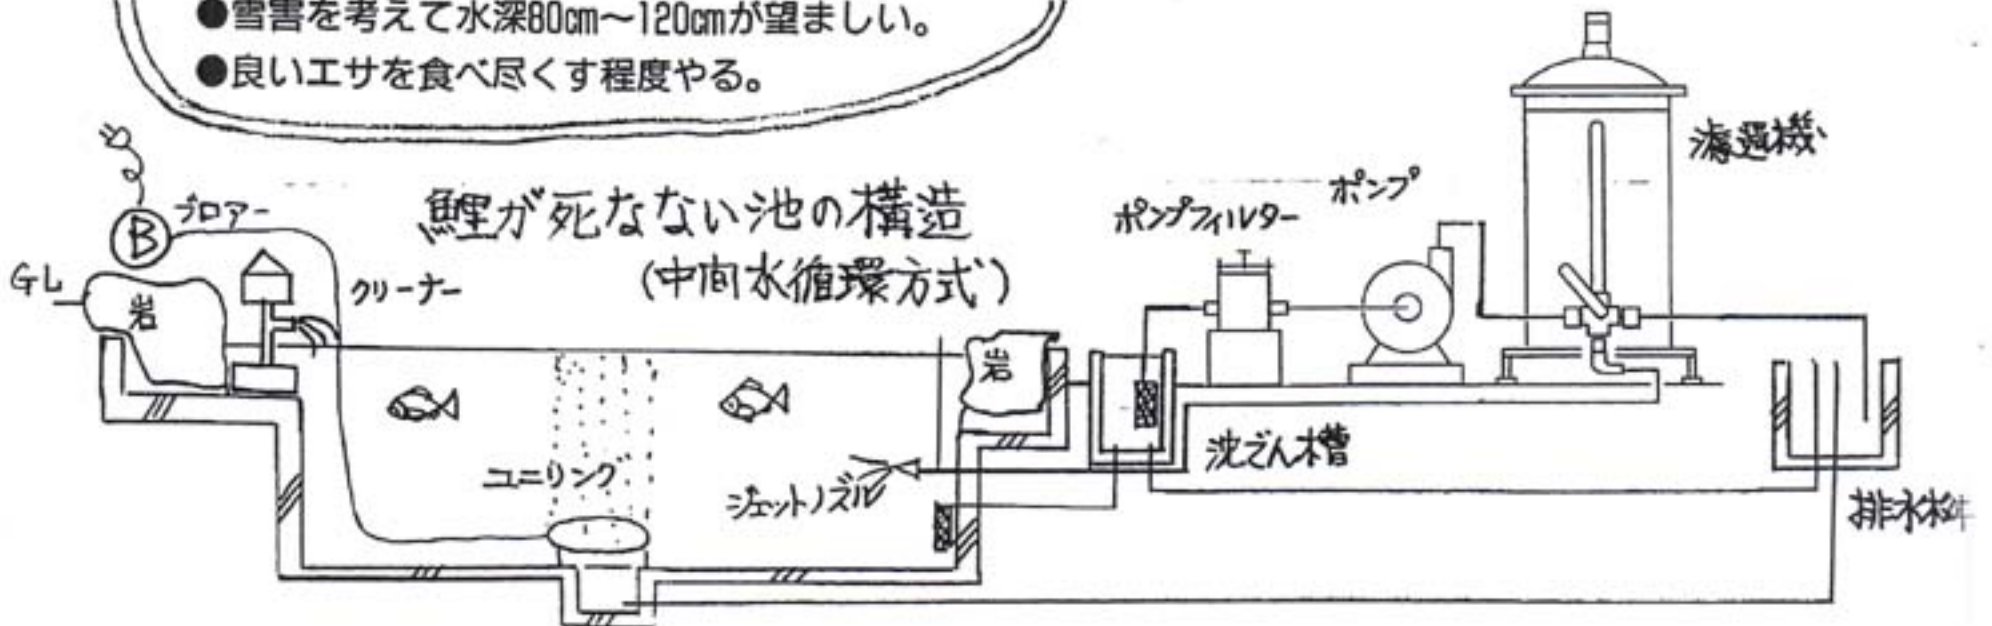 ●雪害を考えて水深80cm～120cmが望ましい。
●良いエサを食べ尽くす程度やる。
鯉が死なない池の構造
(中間水循環方式)
B
ブロアー
GL
岩
クリーナー
ユニリング
ジェットノズル
岩
ポンプフィルター
ポンプ
濾過機
沈でん槽
排水桝